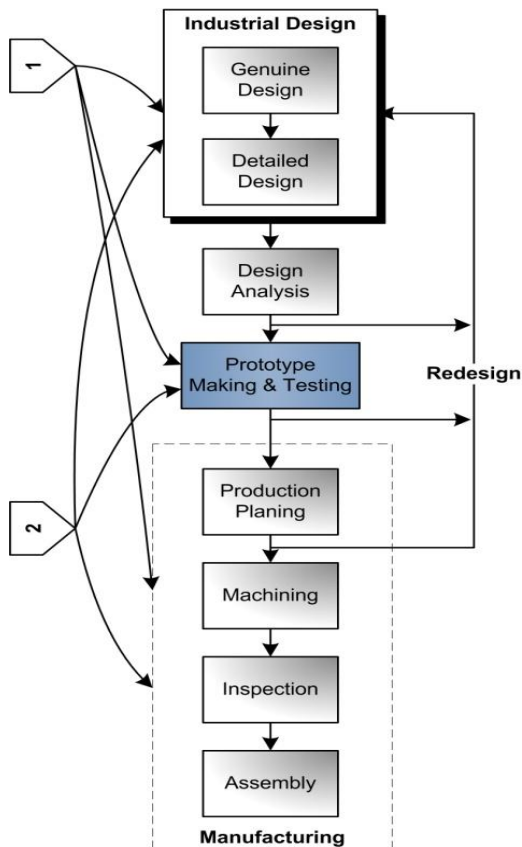 Industrial Design
1
Genuine
Design
Detailed
Design
Design
Analysis
Prototype
Making & Testing
Redesign
2
Production
Planing
Machining
Inspection
Assembly
Manufacturing